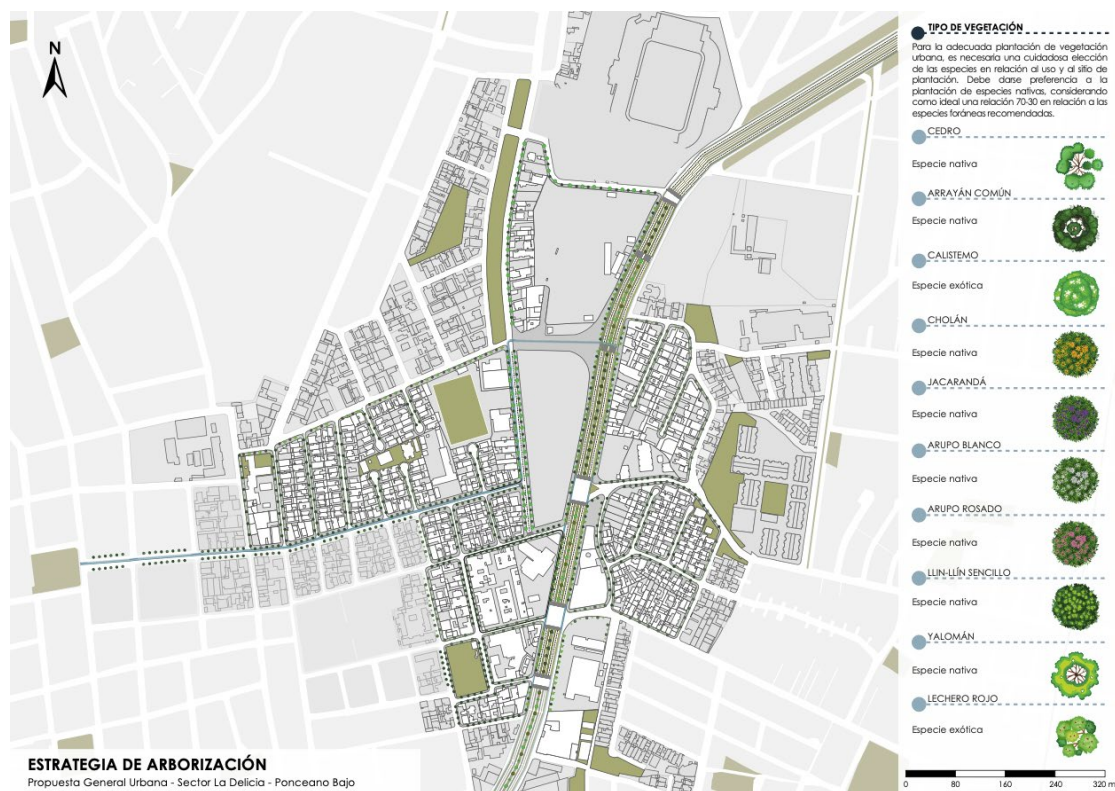 N
TIPO DE VEGETACIÓN
Para la adecuada plantación de vegetación
urbana, es necesaria una cuidadosa elección
de las especies en relación al uso y al sitio de
plantación. Debe darse preferencia a la
plantación de especies nativas, considerando
como ideal una relación 70-30 en relación a las
especies foráneas recomendadas.
CEDRO
Especie nativa
ARRAYÁN COMÚN
Especie nativa
CALISTEMO
Especie exótica
CHOLÁN
Especie nativa
JACARANDÁ
Especie nativa
ARUPO BLANCO
Especie nativa
ARUPO ROSADO
Especie nativa
LLIN-LLÍN SENCILLO
Especie nativa
YALOMÁN
Especie nativa
LECHERO ROJO
Especie exótica
0 80 160 240 320 m
ESTRATEGIA DE ARBORIZACIÓN
Propuesta General Urbana - Sector La Delicia - Ponceano Bajo